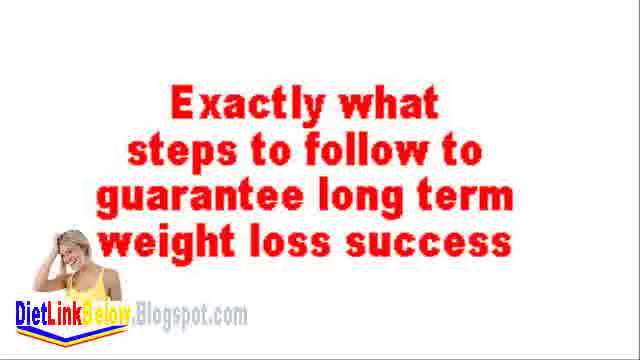 Exactly what
steps to follow to
guarantee long term
weight loss success
DietLinkBelow.Blogspot.com